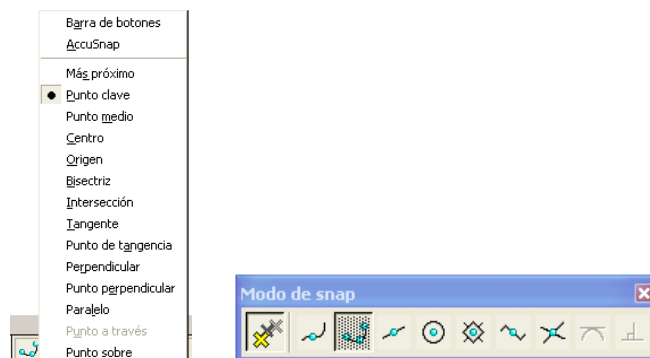 Barra de botones
AccuSnap
Más próximo
Punto clave
Punto medio
Centro
Origen
Bisectriz
Intersección
Tangente
Punto de tangencia
Perpendicular
Punto perpendicular
Paralelo
Punto a través
Punto sobre
Modo de snap